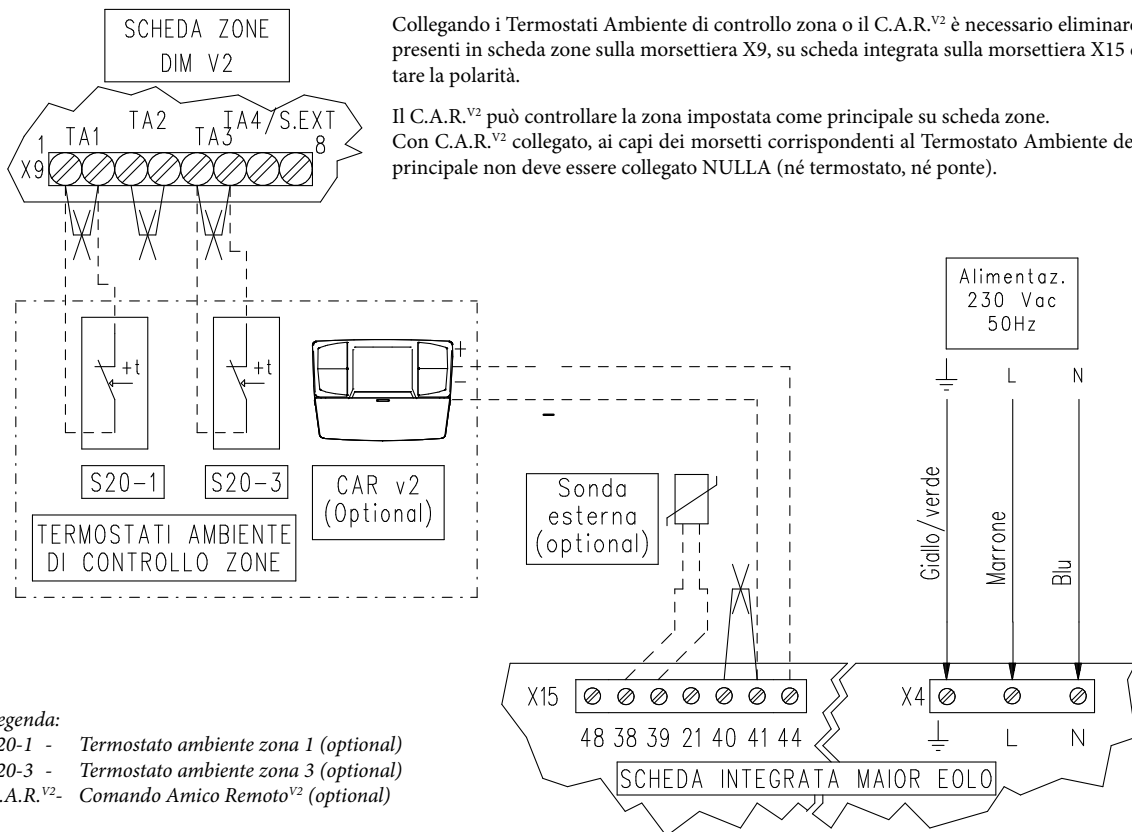 SCHEDA ZONE
DIM V2
Collegando i Termostati Ambiente di controllo zona o il C.A.R.V2 è necessario eliminare
presenti in scheda zone sulla morsettiera X9, su scheda integrata sulla morsettiera X15
tare la polarità.
Il C.A.R.V2 può controllare la zona impostata come principale su scheda zone.
Con C.A.R.V2 collegato, ai capi dei morsetti corrispondenti al Termostato Ambiente de
principale non deve essere collegato NULLA (né termostato, né ponte).
1 TA1 TA2 TA3 TA4/S.EXT 8
X9
+t
+t
+
-
-
S20-1
S20-3
CAR v2
(Optional)
TERMOSTATI AMBIENTE
DI CONTROLLO ZONE
Sonda
esterna
(optional)
Alimentaz.
230 Vac
50Hz
L N
Giallo/verde
Marrone
Blu
X15
48 38 39 21 40 41 44
X4
L N
SCHEDA INTEGRATA MAIOR EOLO
egenda:
20-1 - Termostato ambiente zona 1 (optional)
20-3 - Termostato ambiente zona 3 (optional)
.A.R.V2- Comando Amico RemotoV2 (optional)